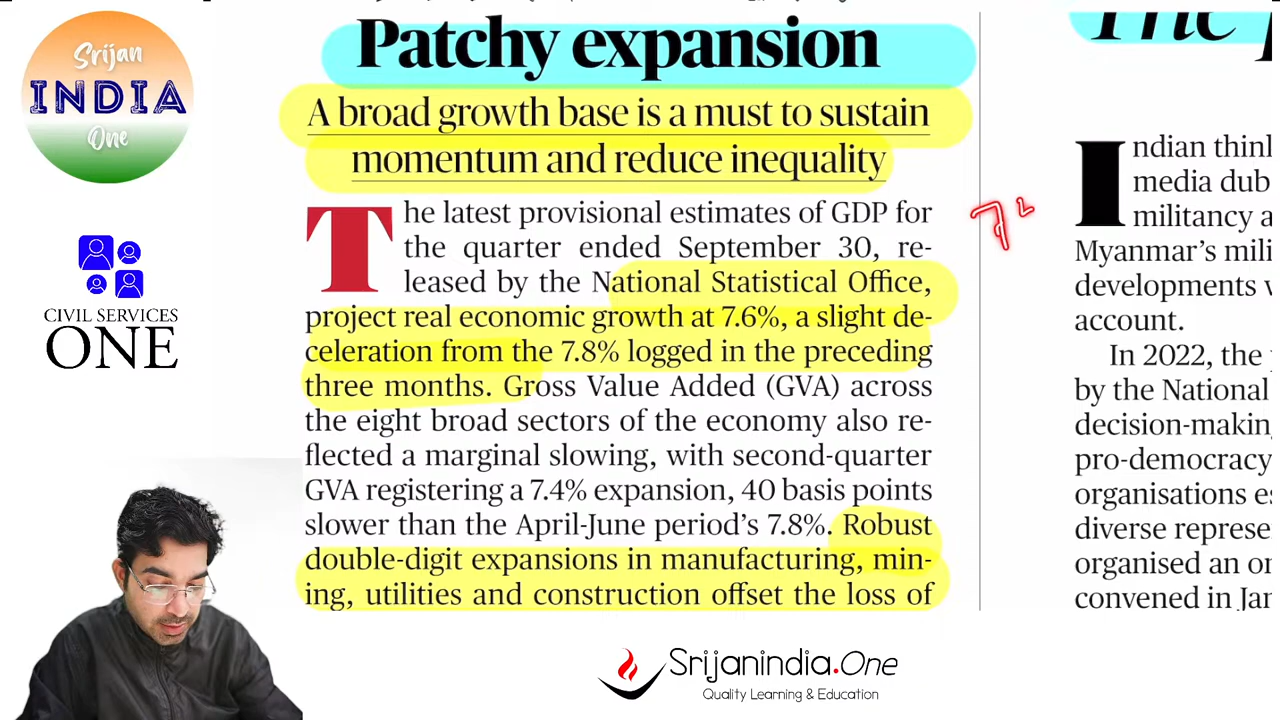 Srijan
INDIA
One
CIVIL SERVICES
ONE
Patchy expansion
A broad growth base is a must to sustain
momentum and reduce inequality
The latest provisional estimates of GDP for
the quarter ended September 30, re-
leased by the National Statistical Office,
project real economic growth at 7.6%, a slight de-
celeration from the 7.8% logged in the preceding
three months. Gross Value Added (GVA) across
the eight broad sectors of the economy also re-
flected a marginal slowing, with second-quarter
GVA registering a 7.4% expansion, 40 basis points
slower than the April-June period's 7.8%. Robust
double-digit expansions in manufacturing, min-
ing, utilities and construction offset the loss of
The
Indian thinl
media dub
militancy a
Myanmar's mili
developments w
account.
In 2022, the
by the National
decision-making
pro-democracy
organisations es
diverse represe
organised an on
convened in Jan
Srijanindia.One
Quality Learning & Education